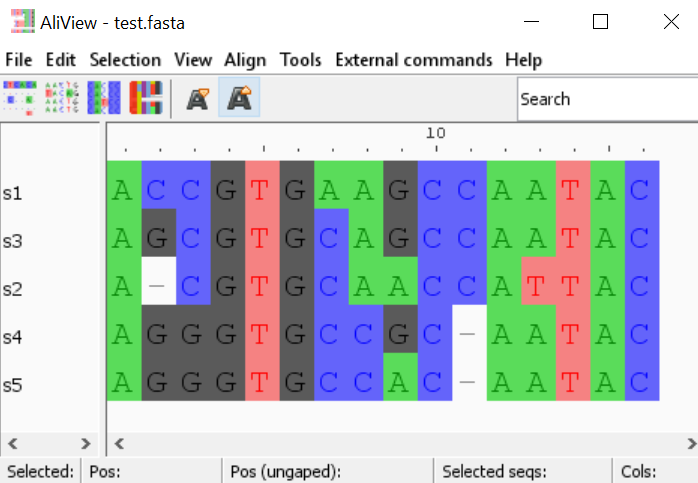 AliView - test.fasta
File Edit Selection View Align Tools External commands Help
Search
10
s1 A C C G T G A A G C C A A T A C
s3 A G C G T G C A G C C A A T A C
s2 A - C G T G C A A C C A T T A C
s4 A G G G T G C C G C - A A T A C
s5 A G G G T G C C A C - A A T A C
Selected: Pos: Pos (ungaped): Selected seqs: Cols: